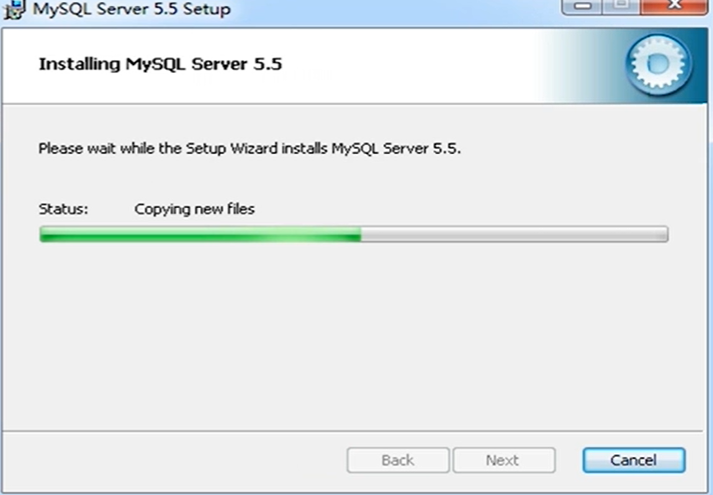 MySQL Server 5.5 Setup
Installing MySQL Server 5.5
Please wait while the Setup Wizard installs MySQL Server 5.5.
Status: Copying new files
Back Next Cancel